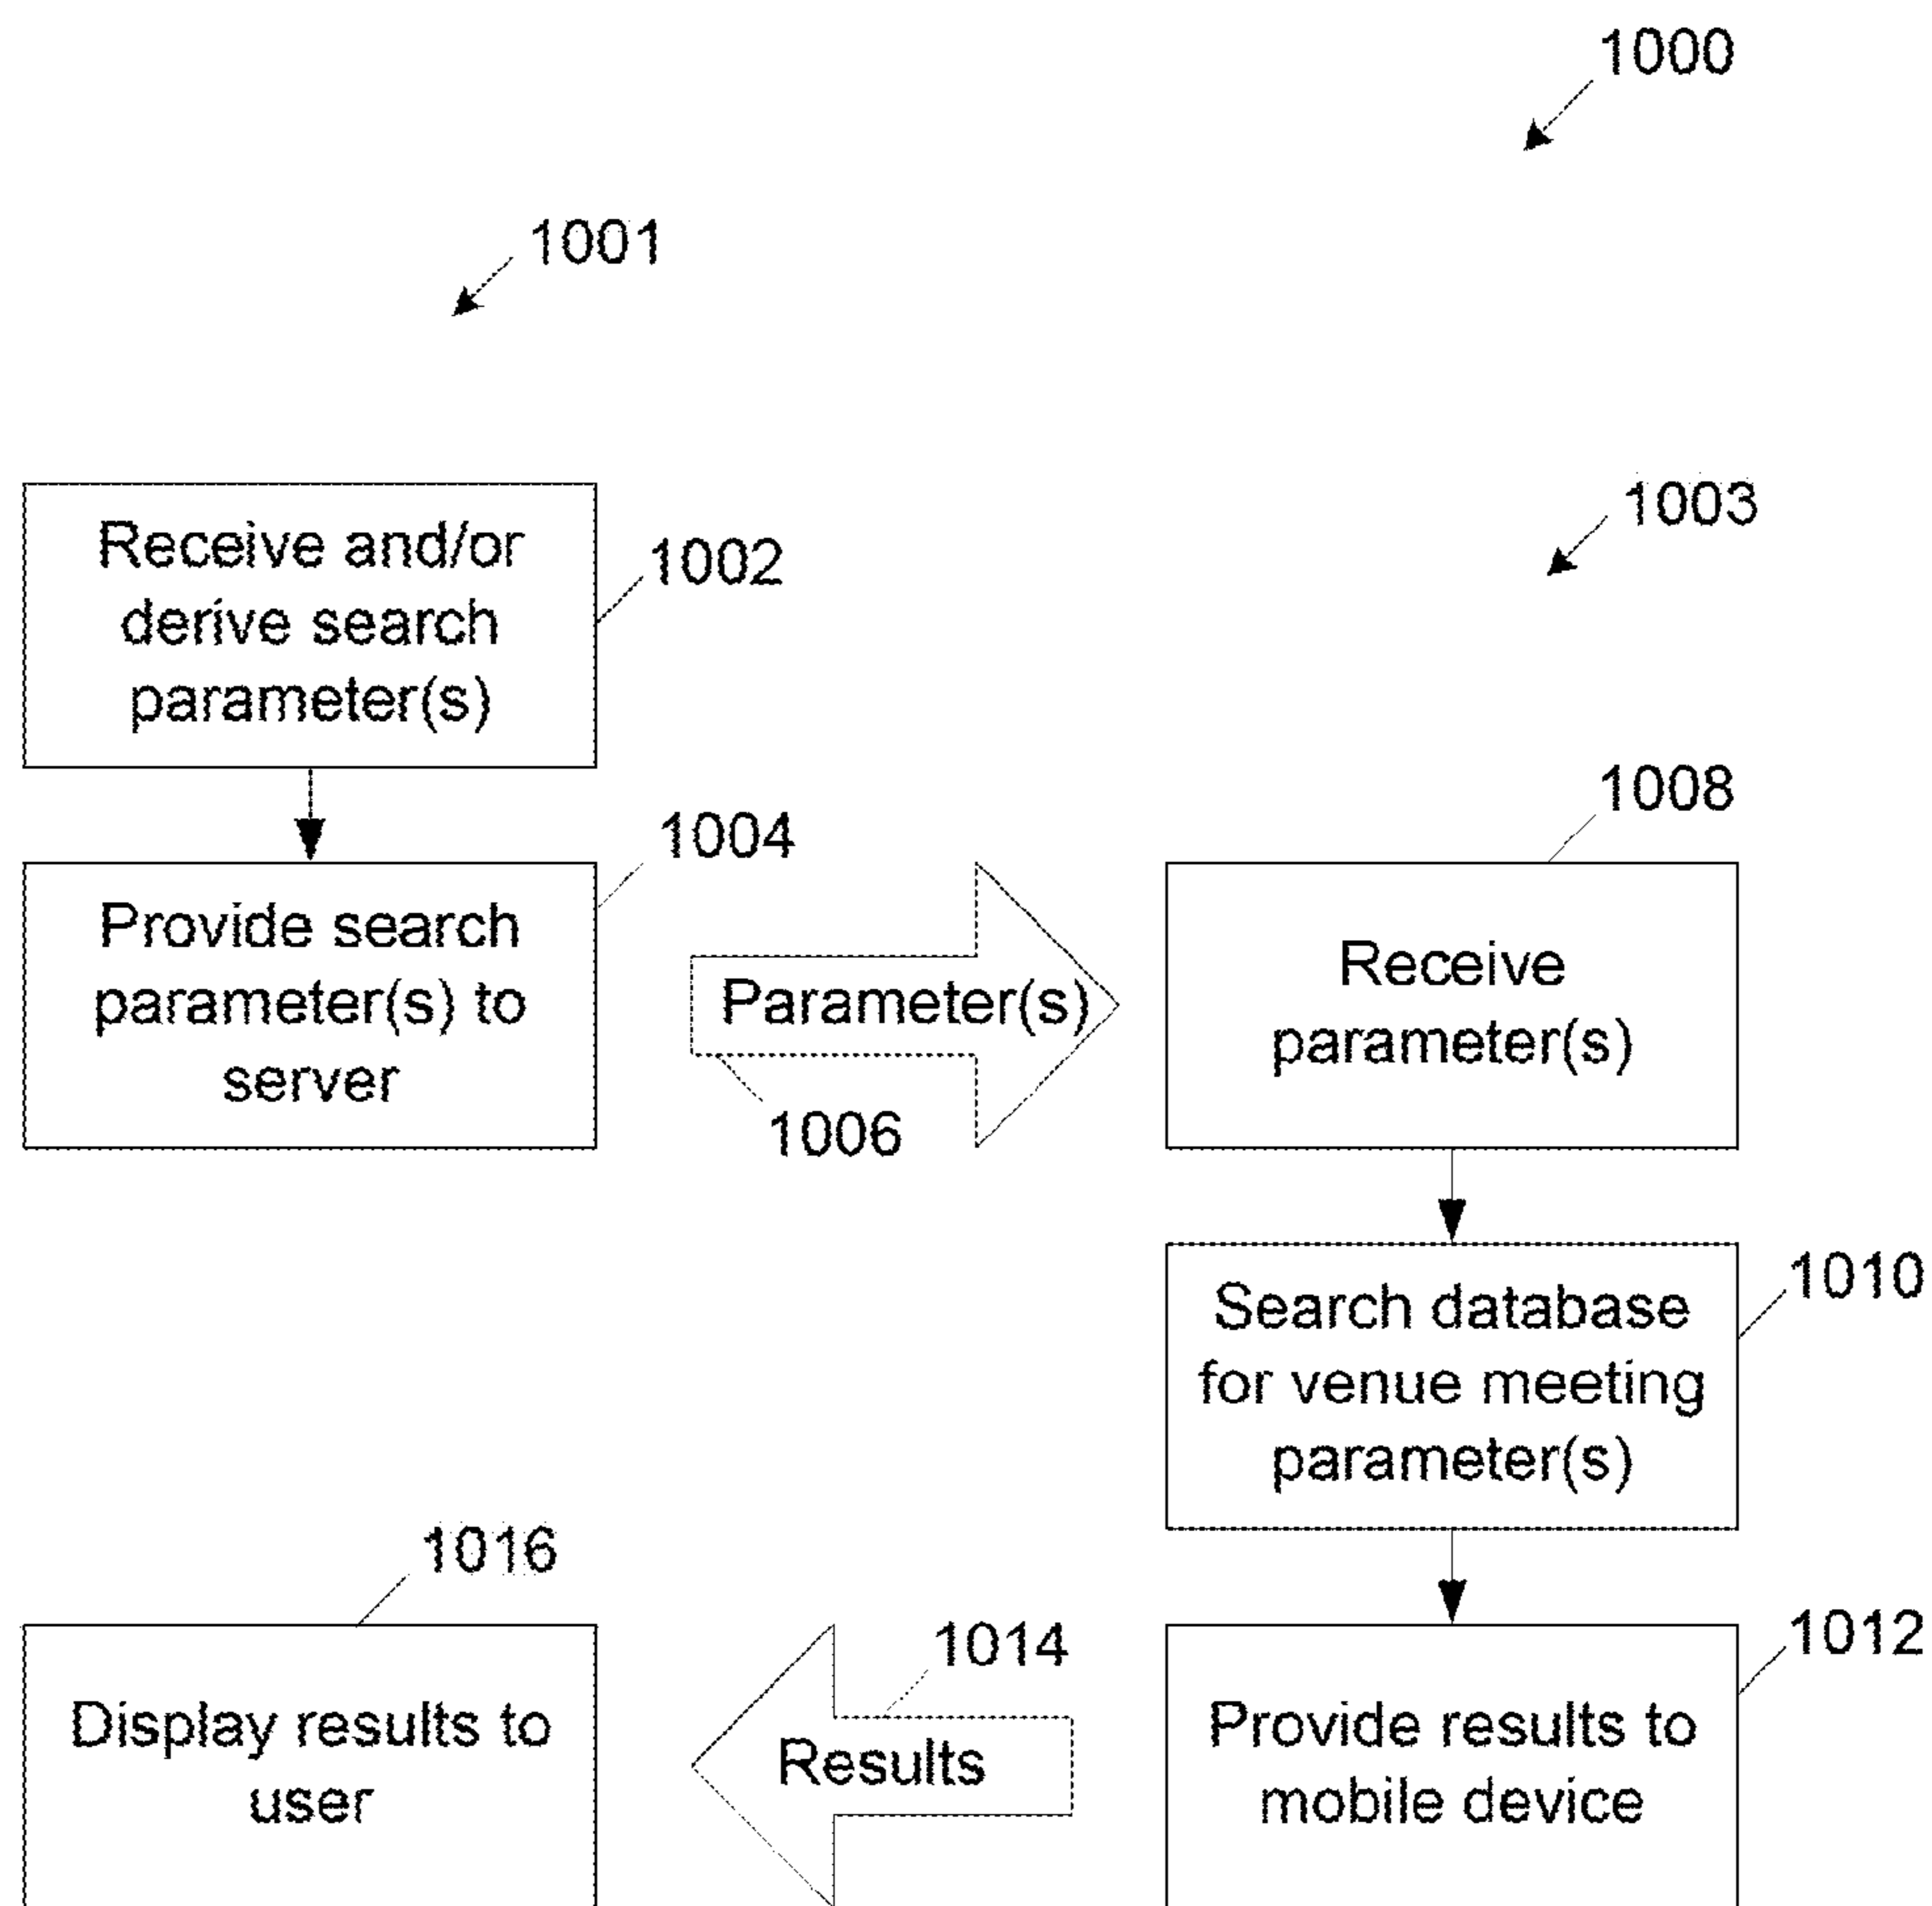 1000
1001
1003
Receive and/or
derive search
parameter(s)
1002
1004
Provide search
parameter(s) to
server
Parameter(s)
1006
1008
Receive
parameter(s)
Search database
for venue meeting
parameter(s)
1010
1012
Provide results to
mobile device
1014
Results
1016
Display results to
user